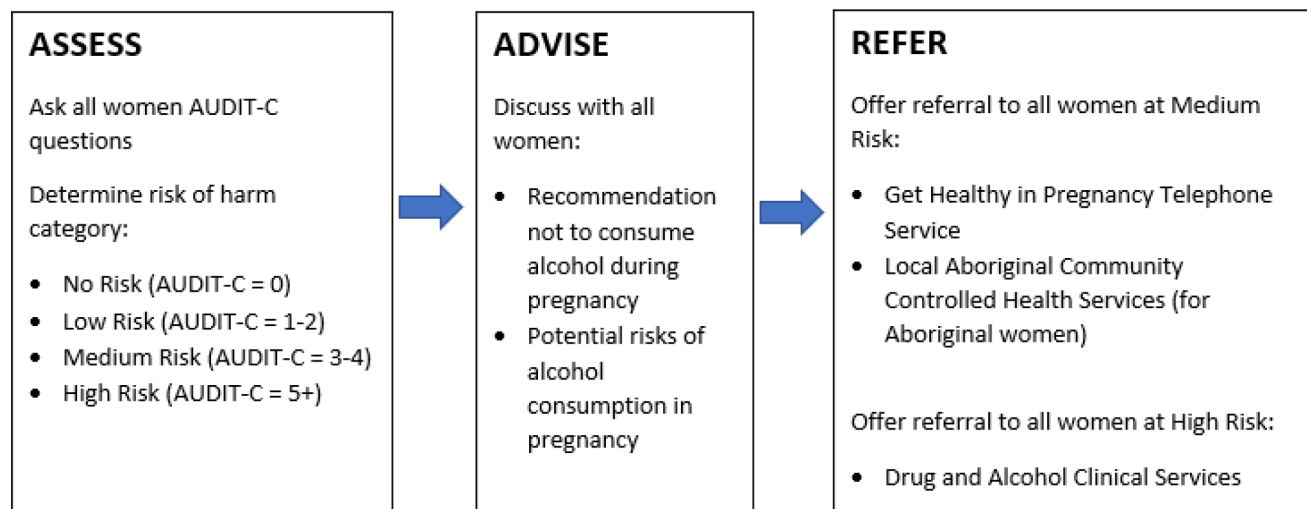 ASSESS
Ask all women AUDIT-C
questions
Determine risk of harm
category:
• No Risk (AUDIT-C = 0)
• Low Risk (AUDIT-C = 1-2)
• Medium Risk (AUDIT-C = 3-4)
• High Risk (AUDIT-C = 5+)
ADVISE
Discuss with all
women:
• Recommendation
not to consume
alcohol during
pregnancy
• Potential risks of
alcohol
consumption in
pregnancy
REFER
Offer referral to all women at Medium
Risk:
• Get Healthy in Pregnancy Telephone
Service
• Local Aboriginal Community
Controlled Health Services (for
Aboriginal women)
Offer referral to all women at High Risk:
• Drug and Alcohol Clinical Services